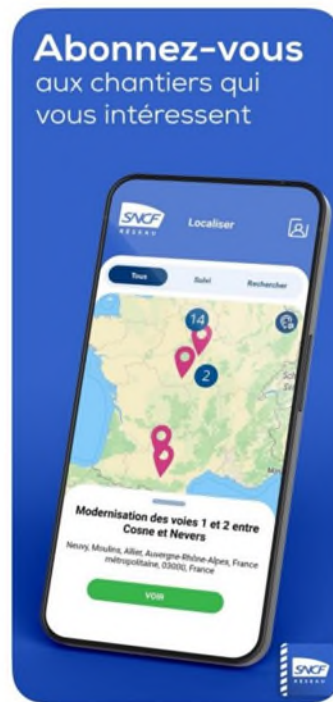 Abonnez-vous
aux chantiers qui
vous intéressent
SNCF
RÉSEAU
Localiser
Tous
Suivi
Rechercher
14
2
Modernisation des voies 1 et 2 entre
Cosne et Nevers
Neuvy, Moulins, Allier, Auvergne-Rhône-Alpes, France
métropolitaine, 03000, France
VOIR
SNCF
RÉSEAU